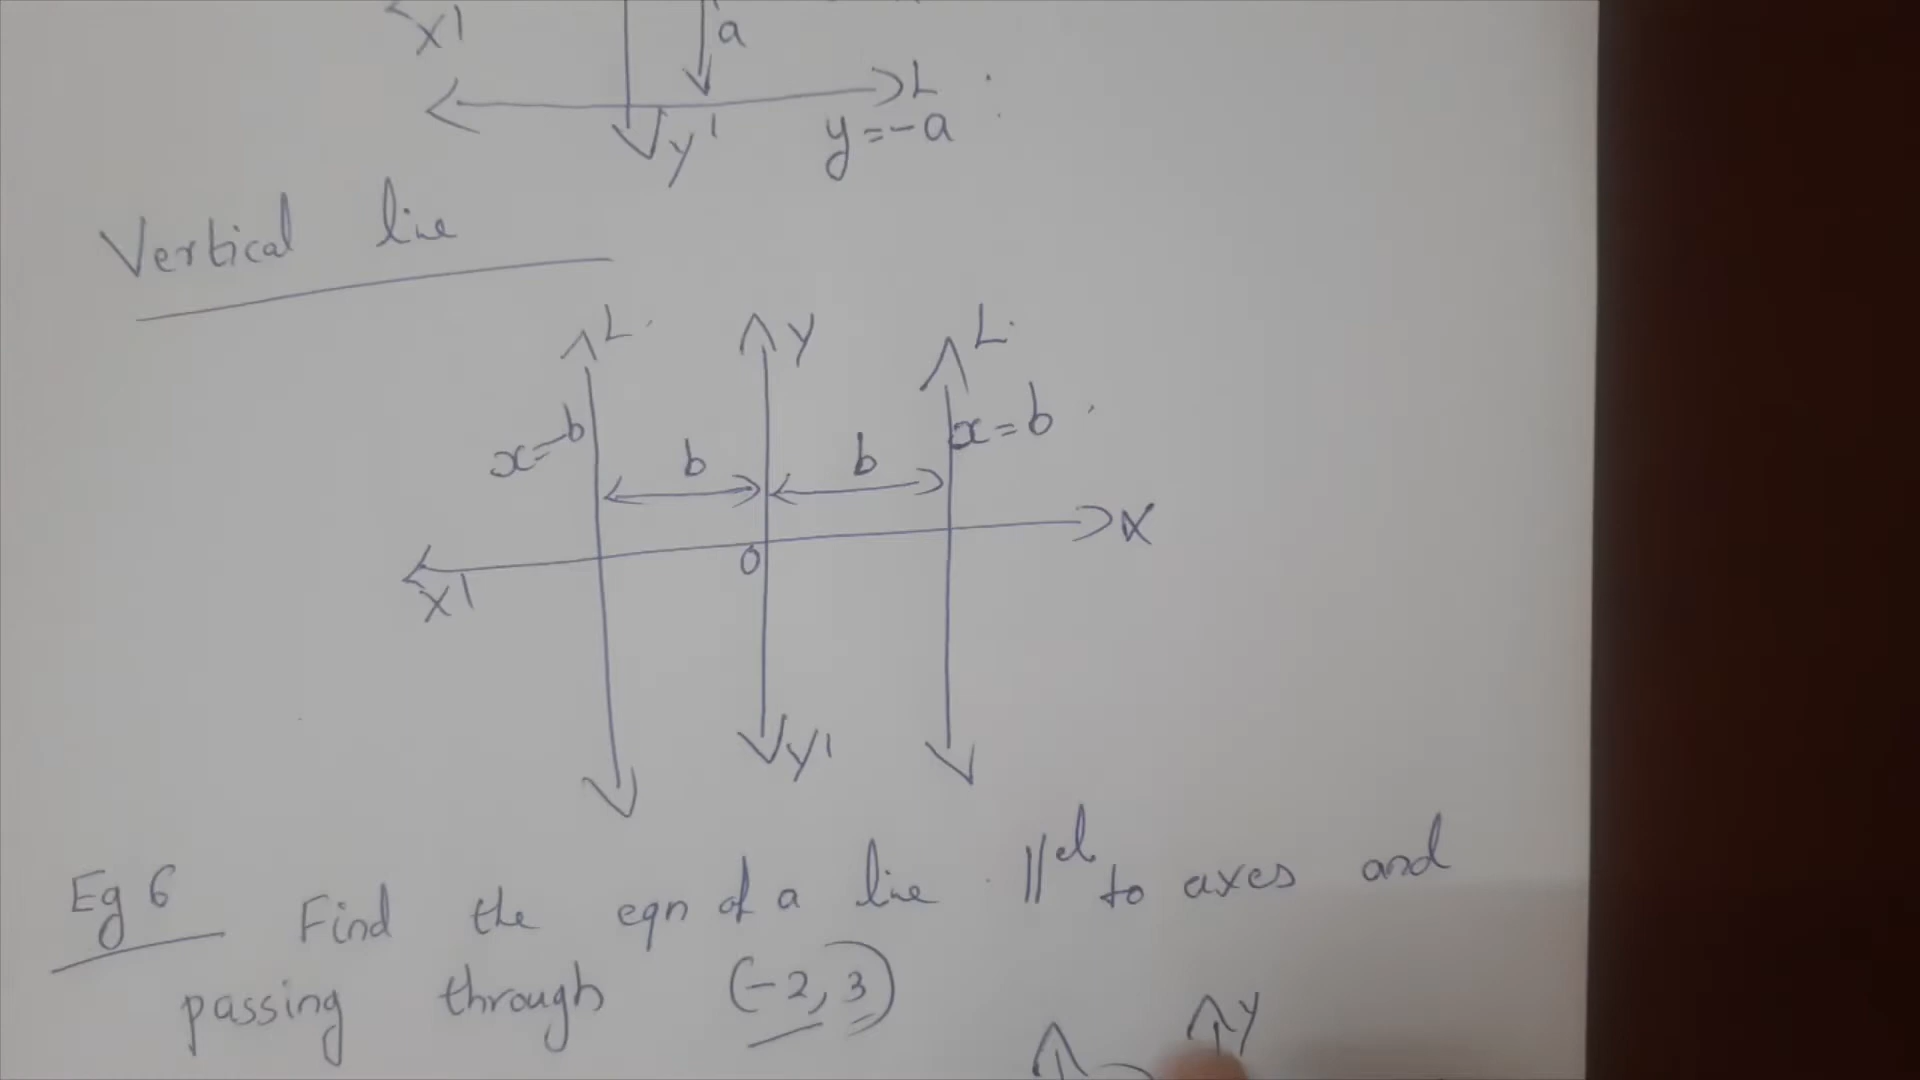 X'
a
L
y = -a
Y'
Vertical line
L
Y
L
x = -b
b
b
x = b
X
O
X'
Y'
Eg 6 Find the eqn of a line ||el to axes and
passing through (-2, 3)
Y